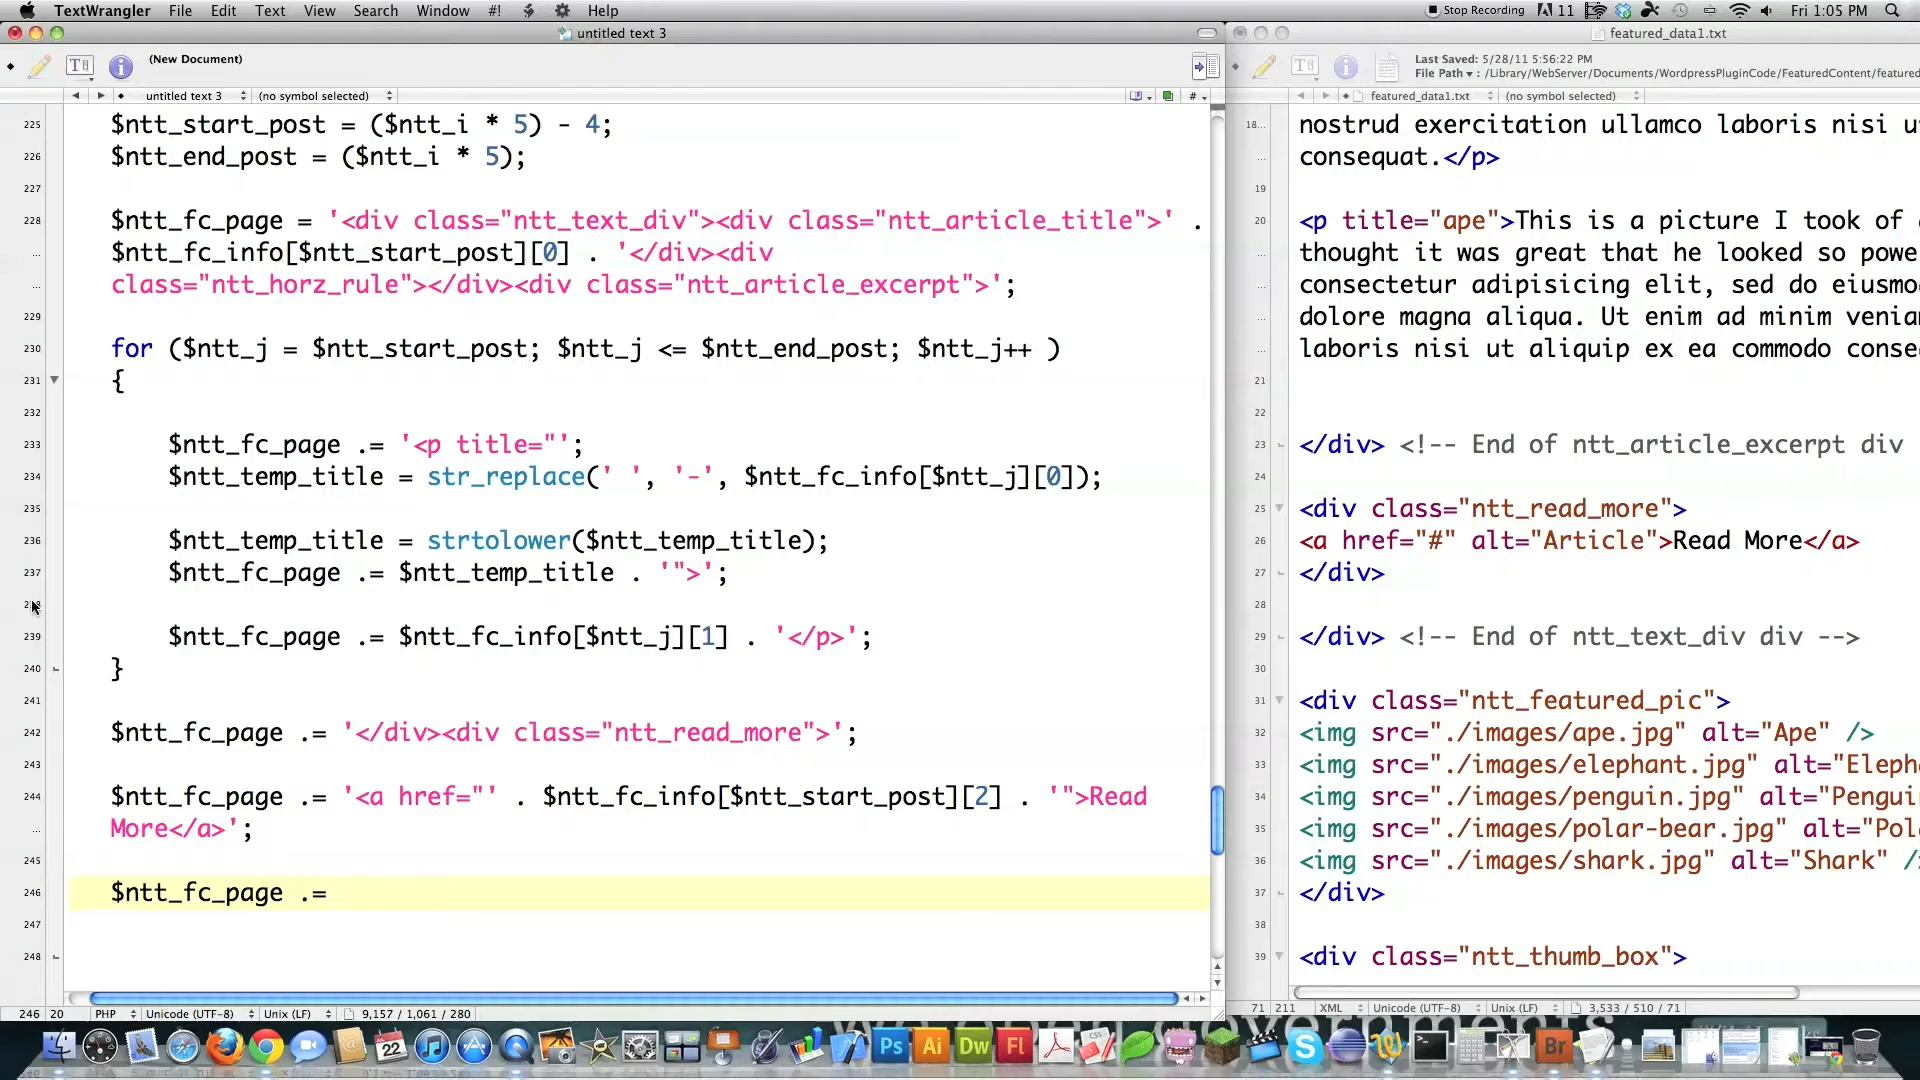 TextWrangler File Edit Text View Search Window #! Help
Stop Recording 11 Fri 1:05 PM
untitled text 3
(New Document)
untitled text 3 (no symbol selected) #
225 $ntt_start_post = ($ntt_i * 5) - 4;
226 $ntt_end_post = ($ntt_i * 5);
227
228 $ntt_fc_page = '<div class="ntt_text_div"><div class="ntt_article_title">' .
... $ntt_fc_info[$ntt_start_post][0] . '</div><div
... class="ntt_horz_rule"></div><div class="ntt_article_excerpt">';
229
230 for ($ntt_j = $ntt_start_post; $ntt_j <= $ntt_end_post; $ntt_j++ )
231 {
232
233 $ntt_fc_page .= '<p title="';
234 $ntt_temp_title = str_replace(' ', '-', $ntt_fc_info[$ntt_j][0]);
235
236 $ntt_temp_title = strtolower($ntt_temp_title);
237 $ntt_fc_page .= $ntt_temp_title . '">';
239 $ntt_fc_page .= $ntt_fc_info[$ntt_j][1] . '</p>';
240 }
241
242 $ntt_fc_page .= '</div><div class="ntt_read_more">';
243
244 $ntt_fc_page .= '<a href="' . $ntt_fc_info[$ntt_start_post][2] . '">Read
... More</a>';
245
246 $ntt_fc_page .=
247
248
246 20 PHP Unicode (UTF-8) Unix (LF) 9,157 / 1,061 / 280
featured_data1.txt
Last Saved: 5/28/11 5:56:22 PM
File Path ▾ : /Library/WebServer/Documents/WordpressPluginCode/FeaturedContent/featured
featured_data1.txt (no symbol selected)
18... nostrud exercitation ullamco laboris nisi u
... consequat.</p>
19
20 <p title="ape">This is a picture I took of
... thought it was great that he looked so powe
... consectetur adipisicing elit, sed do eiusmo
... dolore magna aliqua. Ut enim ad minim venia
... laboris nisi ut aliquip ex ea commodo conse
21
22
23 </div> <!-- End of ntt_article_excerpt div
24
25 <div class="ntt_read_more">
26 <a href="#" alt="Article">Read More</a>
27 </div>
28
29 </div> <!-- End of ntt_text_div div -->
30
31 <div class="ntt_featured_pic">
32 <img src="./images/ape.jpg" alt="Ape" />
33 <img src="./images/elephant.jpg" alt="Eleph
34 <img src="./images/penguin.jpg" alt="Pengui
35 <img src="./images/polar-bear.jpg" alt="Pol
36 <img src="./images/shark.jpg" alt="Shark" /
37 </div>
38
39 <div class="ntt_thumb_box">
71 211 XML Unicode (UTF-8) Unix (LF) 3,533 / 510 / 71
22 Ps Ai Dw Fl CSS Br